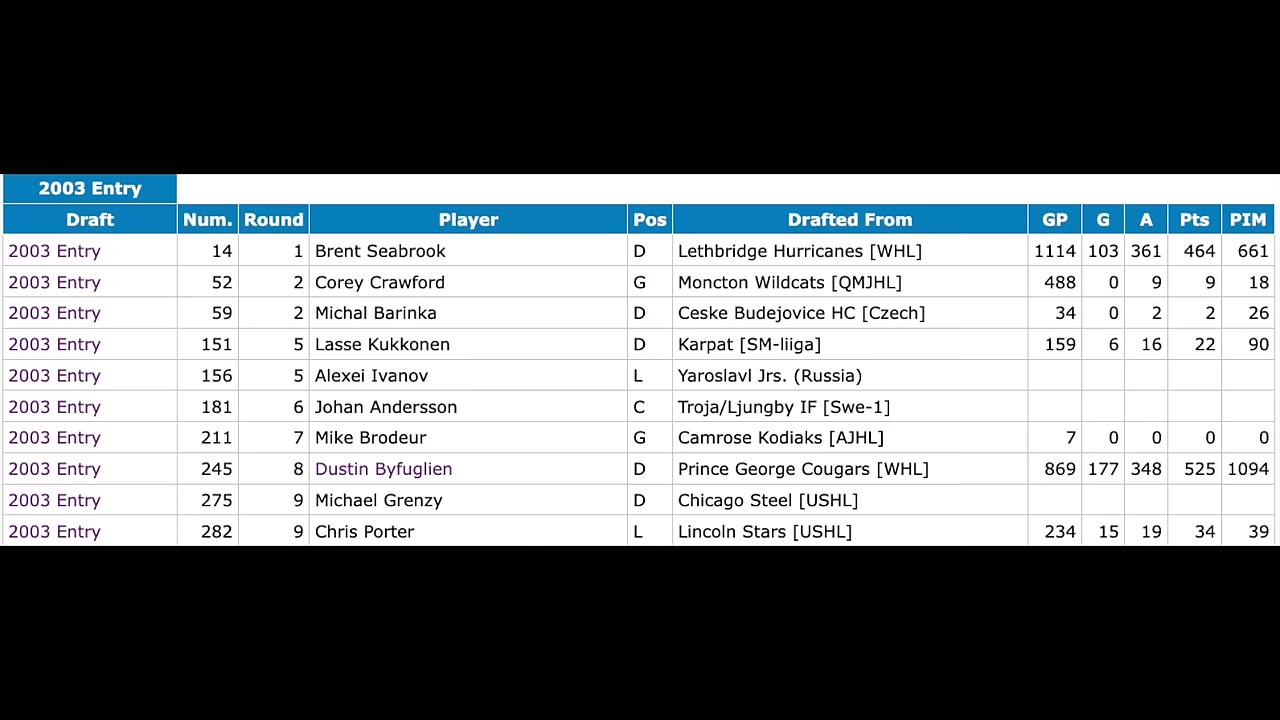 2003 Entry
Draft Num. Round Player Pos Drafted From GP G A Pts PIM
2003 Entry 14 1 Brent Seabrook D Lethbridge Hurricanes [WHL] 1114 103 361 464 661
2003 Entry 52 2 Corey Crawford G Moncton Wildcats [QMJHL] 488 0 9 9 18
2003 Entry 59 2 Michal Barinka D Ceske Budejovice HC [Czech] 34 0 2 2 26
2003 Entry 151 5 Lasse Kukkonen D Karpat [SM-liiga] 159 6 16 22 90
2003 Entry 156 5 Alexei Ivanov L Yaroslavl Jrs. (Russia)
2003 Entry 181 6 Johan Andersson C Troja/Ljungby IF [Swe-1]
2003 Entry 211 7 Mike Brodeur G Camrose Kodiaks [AJHL] 7 0 0 0 0
2003 Entry 245 8 Dustin Byfuglien D Prince George Cougars [WHL] 869 177 348 525 1094
2003 Entry 275 9 Michael Grenzy D Chicago Steel [USHL]
2003 Entry 282 9 Chris Porter L Lincoln Stars [USHL] 234 15 19 34 39